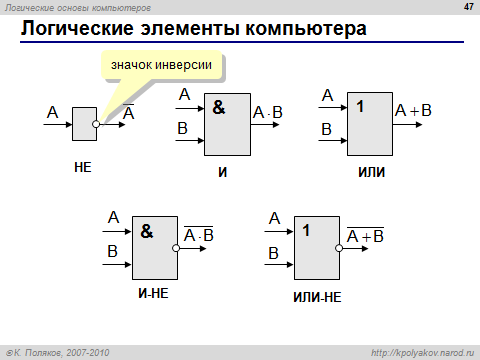 Логические основы компьютеров
47
Логические элементы компьютера
значок инверсии
A
A̅
НЕ
A
B
&
A · B
И
A
B
1
A + B
ИЛИ
A
B
&
A̅ ·̅ B̅
И-НЕ
A
B
1
A̅ +̅ B̅
ИЛИ-НЕ
© К. Поляков, 2007-2010
http://kpolyakov.narod.ru